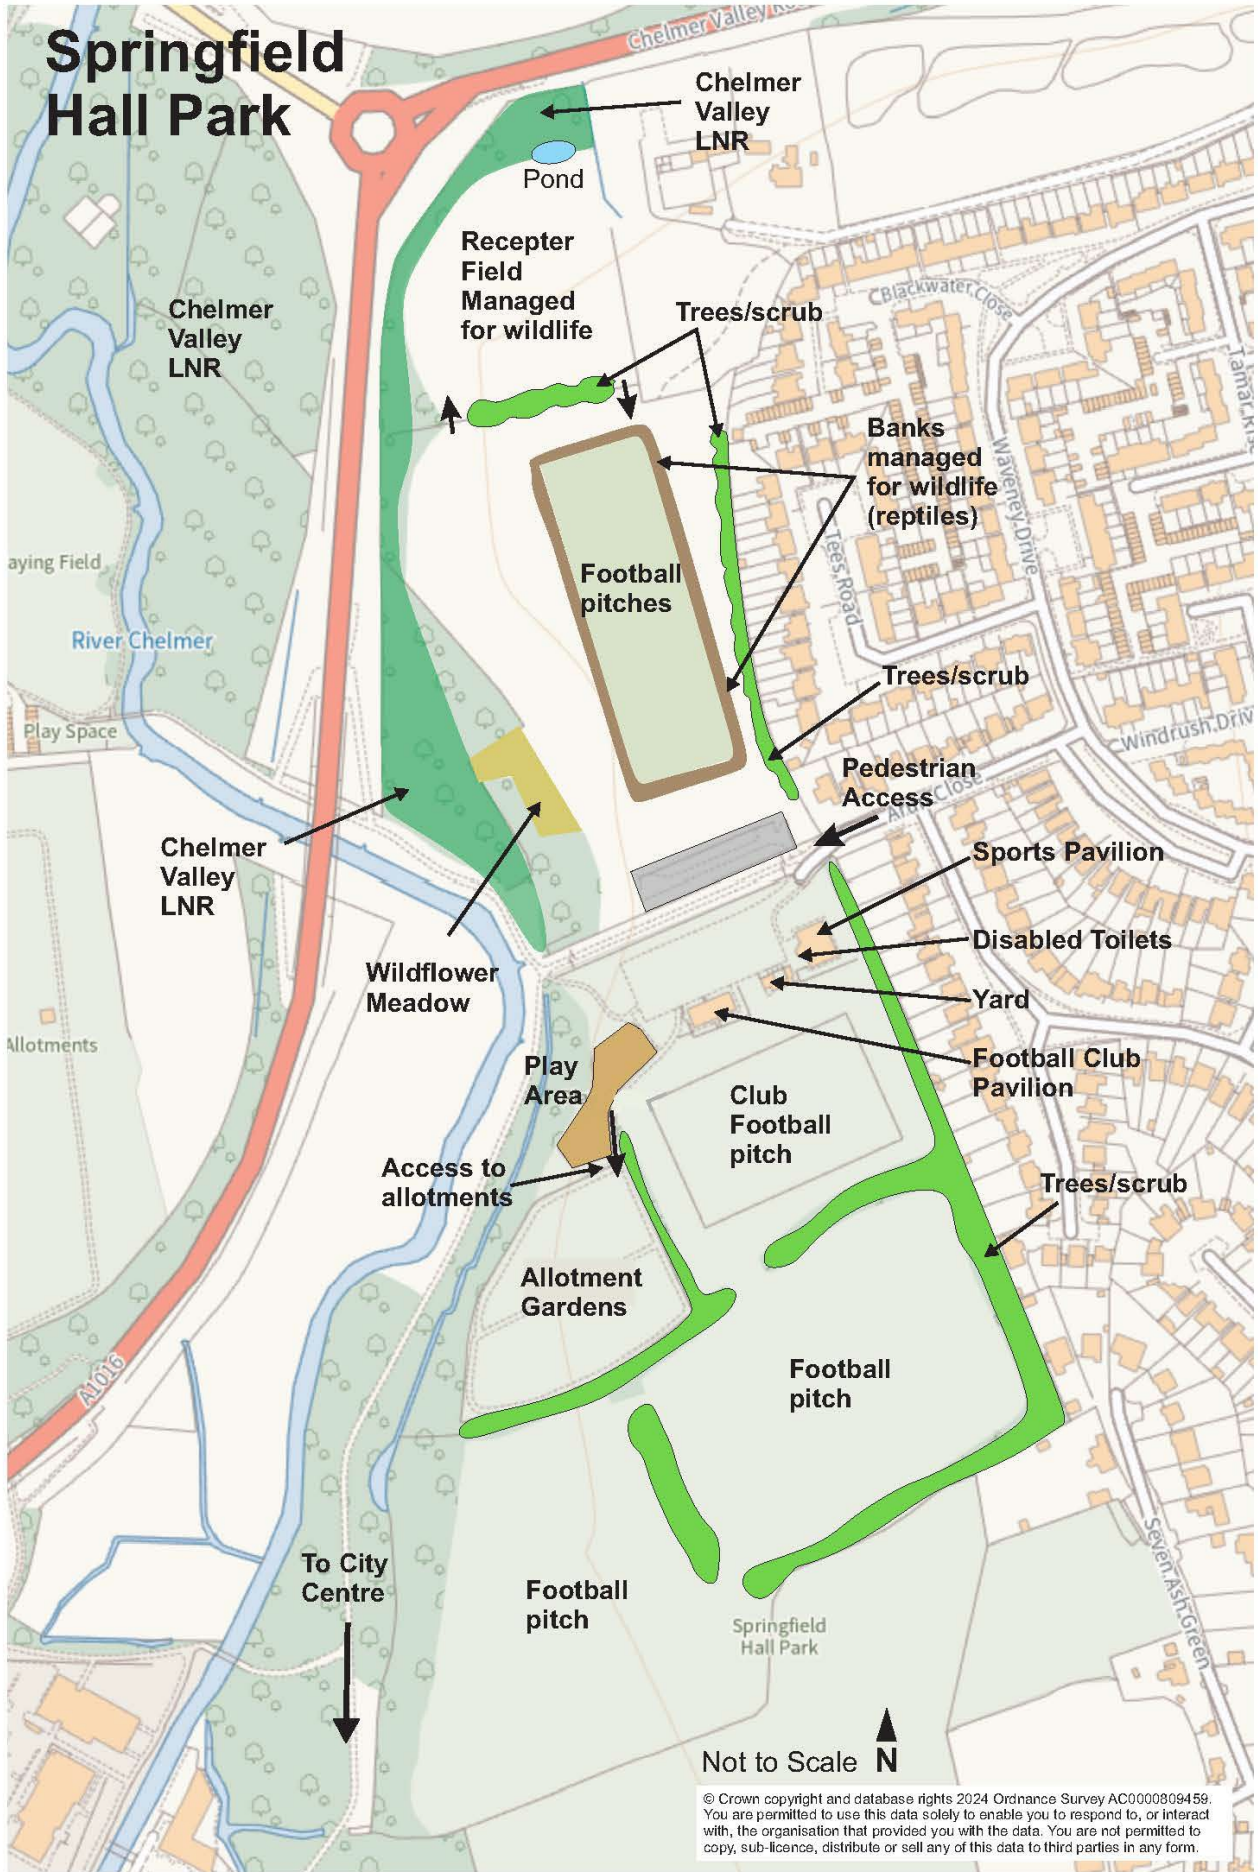 Springfield
Hall Park
Chelmer Valley
Chelmer
Valley
LNR
Pond
Recepter
Field
Managed
for wildlife
Chelmer
Valley
LNR
Trees/scrub
Blackwater Close
Banks
managed
for wildlife
(reptiles)
Waveney Drive
Tees Road
aying Field
Football
pitches
River Chelmer
Trees/scrub
Play Space
Windrush Driv
Pedestrian
Access
Close
Chelmer
Valley
LNR
Sports Pavilion
Disabled Toilets
Wildflower
Meadow
Yard
Allotments
Football Club
Pavilion
Play
Area
Club
Football
pitch
Access to
allotments
Trees/scrub
Allotment
Gardens
A1016
Football
pitch
Seven Ash Green
To City
Centre
Football
pitch
Springfield
Hall Park
Not to Scale N
© Crown copyright and database rights 2024 Ordnance Survey AC0000809459.
You are permitted to use this data solely to enable you to respond to, or interact
with, the organisation that provided you with the data. You are not permitted to
copy, sub-licence, distribute or sell any of this data to third parties in any form.